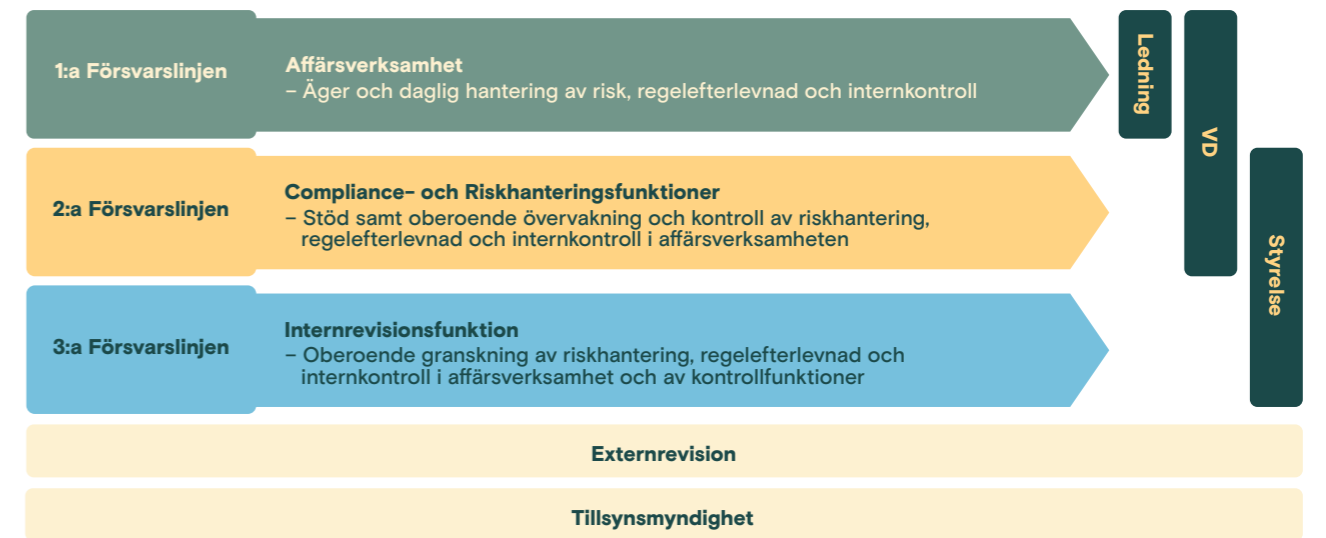 1:a Försvarslinjen
Affärsverksamhet
– Äger och daglig hantering av risk, regelefterlevnad och internkontroll
2:a Försvarslinjen
Compliance- och Riskhanteringsfunktioner
– Stöd samt oberoende övervakning och kontroll av riskhantering,
regelefterlevnad och internkontroll i affärsverksamheten
3:a Försvarslinjen
Internrevisionsfunktion
– Oberoende granskning av riskhantering, regelefterlevnad och
internkontroll i affärsverksamhet och av kontrollfunktioner
Ledning
VD
Styrelse
Externrevision
Tillsynsmyndighet